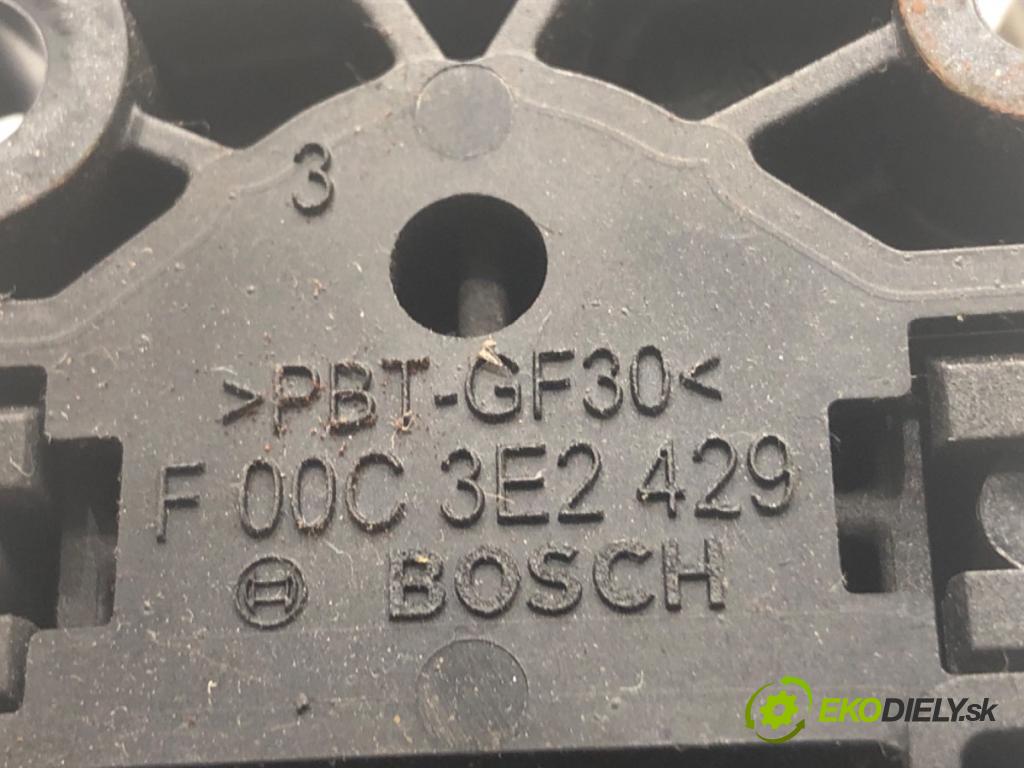 3
>PBT-GF30<
F 00C 3E2 429
BOSCH
EKODIELY.sk